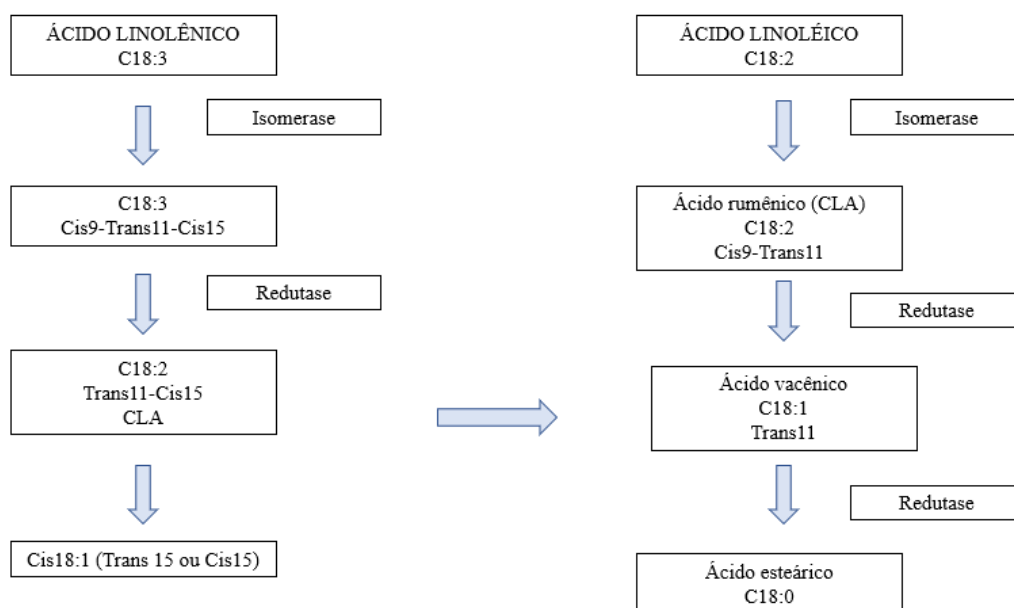 ÁCIDO LINOLÊNICO
C18:3
Isomerase
C18:3
Cis9-Trans11-Cis15
Redutase
C18:2
Trans11-Cis15
CLA
Cis18:1 (Trans 15 ou Cis15)
ÁCIDO LINOLÉICO
C18:2
Isomerase
Ácido rumênico (CLA)
C18:2
Cis9-Trans11
Redutase
Ácido vacênico
C18:1
Trans11
Redutase
Ácido esteárico
C18:0